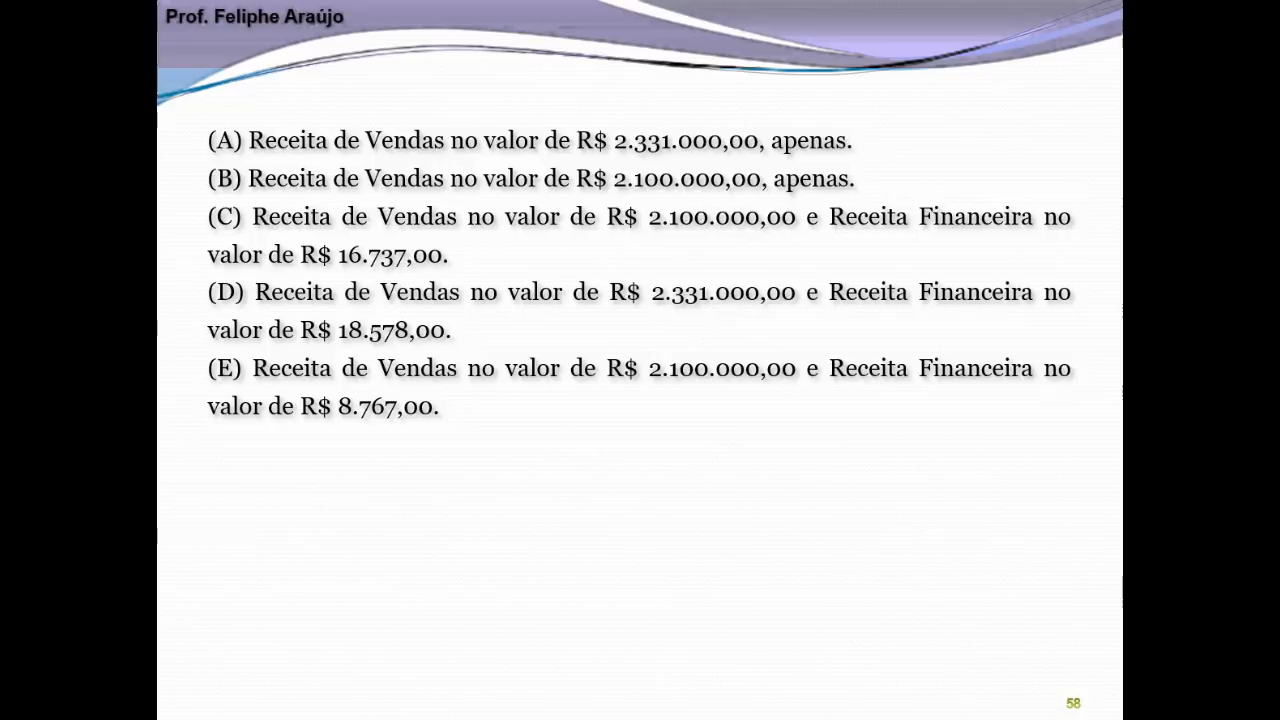 Prof. Feliphe Araújo
(A) Receita de Vendas no valor de R$ 2.331.000,00, apenas.
(B) Receita de Vendas no valor de R$ 2.100.000,00, apenas.
(C) Receita de Vendas no valor de R$ 2.100.000,00 e Receita Financeira no
valor de R$ 16.737,00.
(D) Receita de Vendas no valor de R$ 2.331.000,00 e Receita Financeira no
valor de R$ 18.578,00.
(E) Receita de Vendas no valor de R$ 2.100.000,00 e Receita Financeira no
valor de R$ 8.767,00.
58